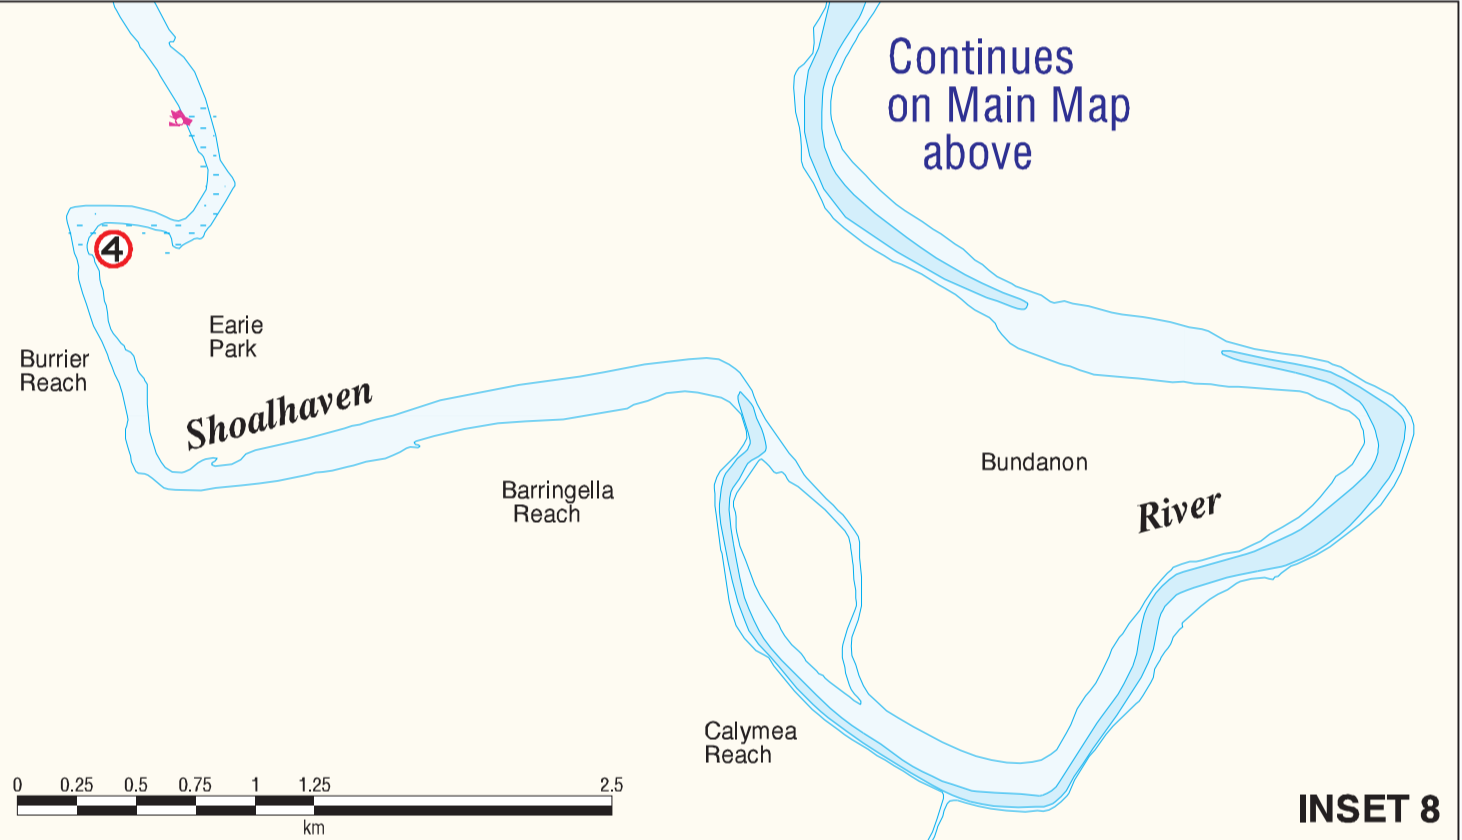 Continues
on Main Map
above
4
Earie
Park
Burrier
Reach
Shoalhaven
Barringella
Reach
Bundanon
River
Calymea
Reach
0 0.25 0.5 0.75 1 1.25 2.5
km
INSET 8